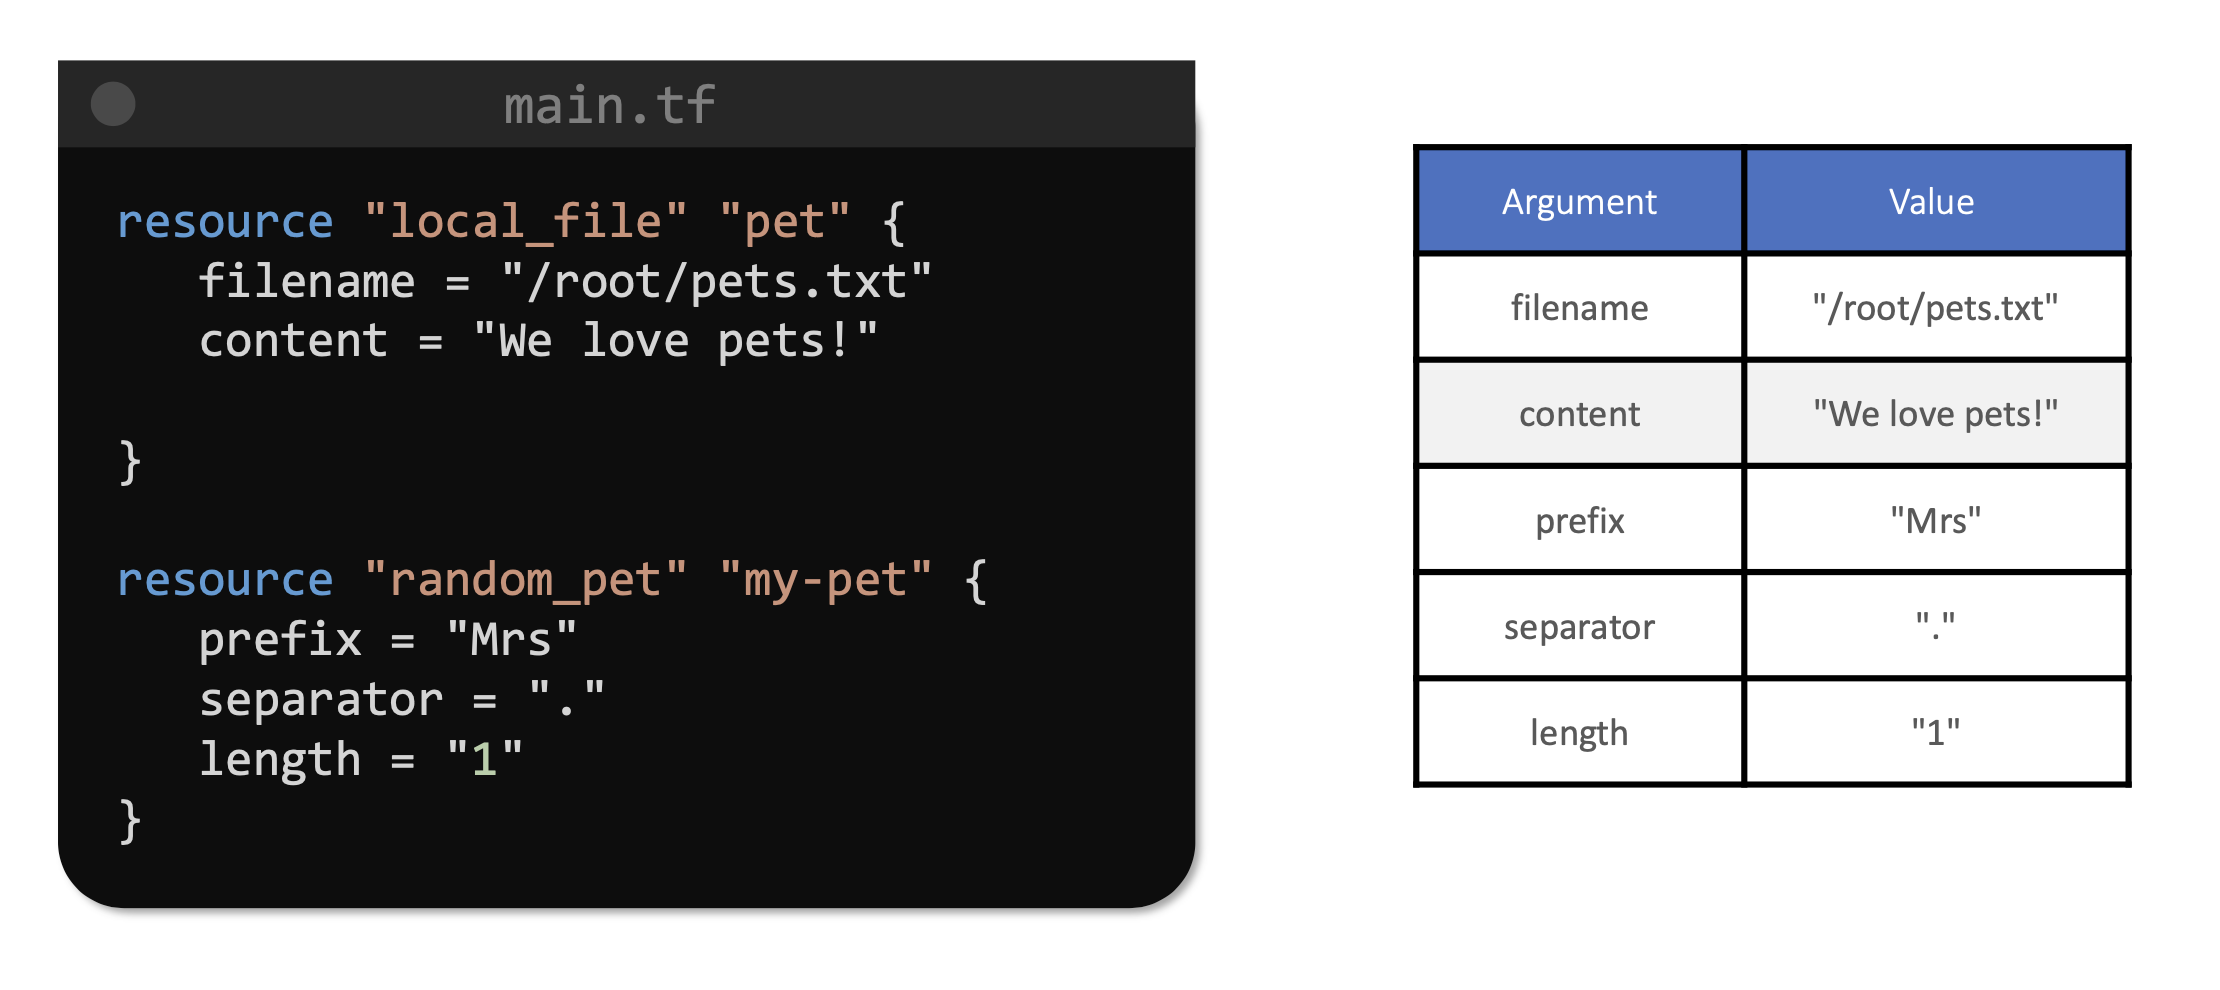 main.tf
resource "local_file" "pet" {
filename = "/root/pets.txt"
content = "We love pets!"
}
resource "random_pet" "my-pet" {
prefix = "Mrs"
separator = "."
length = "1"
}
Argument Value
filename "/root/pets.txt"
content "We love pets!"
prefix "Mrs"
separator "."
length "1"